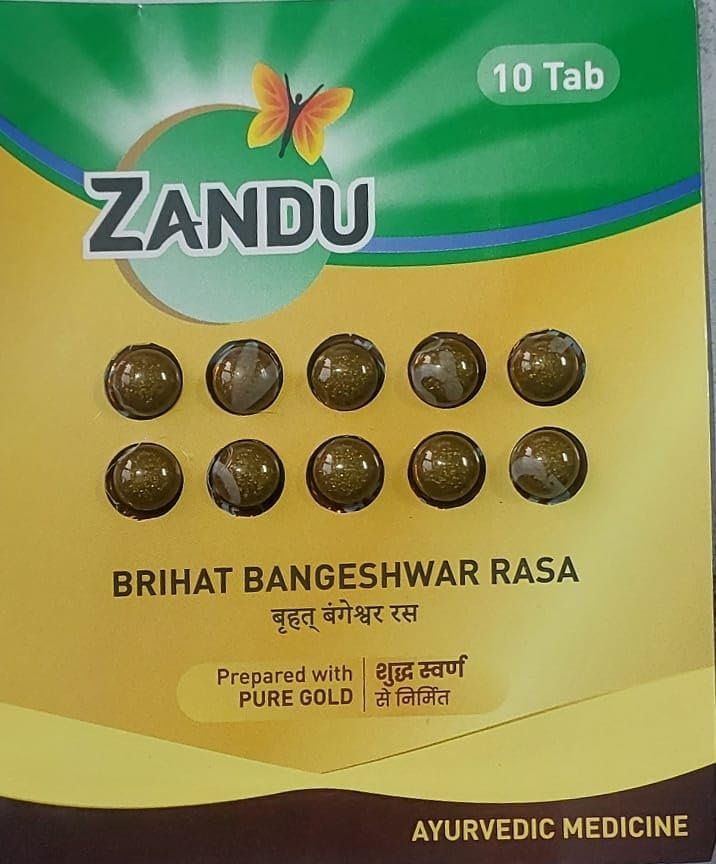 10 Tab
ZANDU
BRIHAT BANGESHWAR RASA
बृहत् बंगेश्वर रस
Prepared with
PURE GOLD
शुद्ध स्वर्ण
से निर्मित
AYURVEDIC MEDICINE